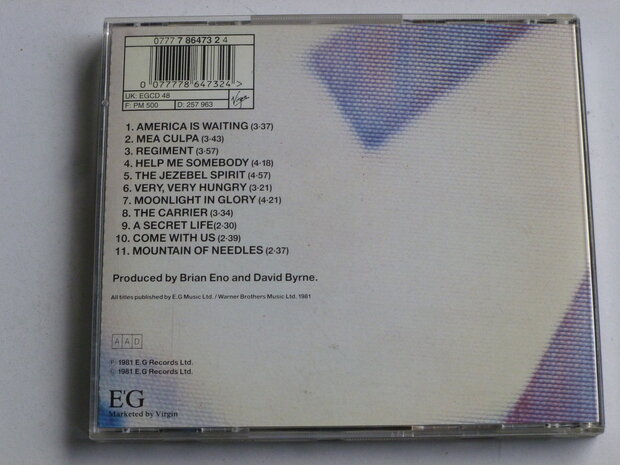 0777 7 86473 2 4
0 077778 647324 >
UK: EGCD 48
F: PM 500 D: 257 963 Virgin
1. AMERICA IS WAITING (3·37)
2. MEA CULPA (3·43)
3. REGIMENT (3·57)
4. HELP ME SOMEBODY (4·18)
5. THE JEZEBEL SPIRIT (4·57)
6. VERY, VERY HUNGRY (3·21)
7. MOONLIGHT IN GLORY (4·21)
8. THE CARRIER (3·34)
9. A SECRET LIFE(2·30)
10. COME WITH US (2·39)
11. MOUNTAIN OF NEEDLES (2·37)
Produced by Brian Eno and David Byrne.
All titles published by E.G Music Ltd. / Warner Brothers Music Ltd. 1981
AAD
℗ 1981 E.G Records Ltd.
© 1981 E.G Records Ltd.
E'G
Marketed by Virgin